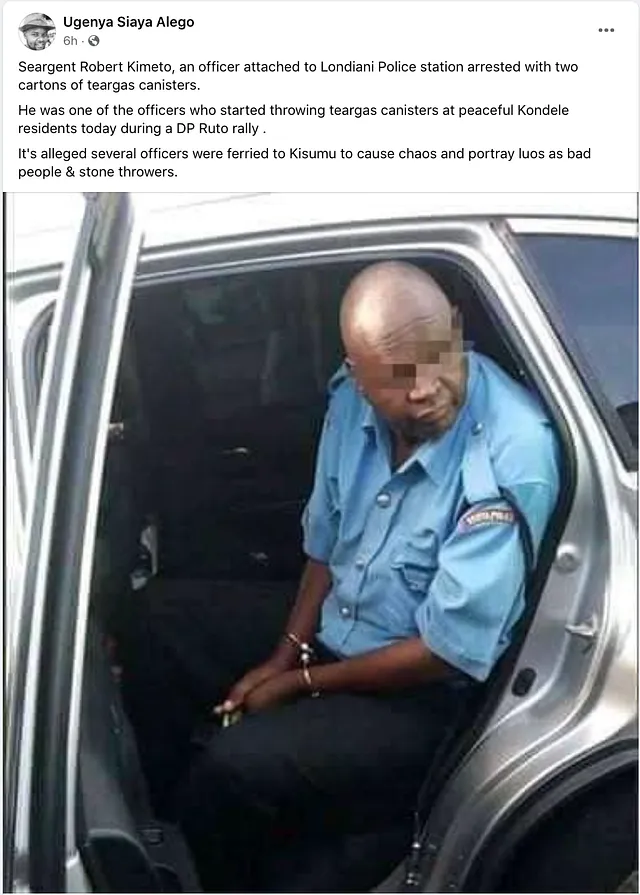 Ugenya Siaya Alego
6h ·
Seargent Robert Kimeto, an officer attached to Londiani Police station arrested with two
cartons of teargas canisters.
He was one of the officers who started throwing teargas canisters at peaceful Kondele
residents today during a DP Ruto rally .
It's alleged several officers were ferried to Kisumu to cause chaos and portray luos as bad
people & stone throwers.